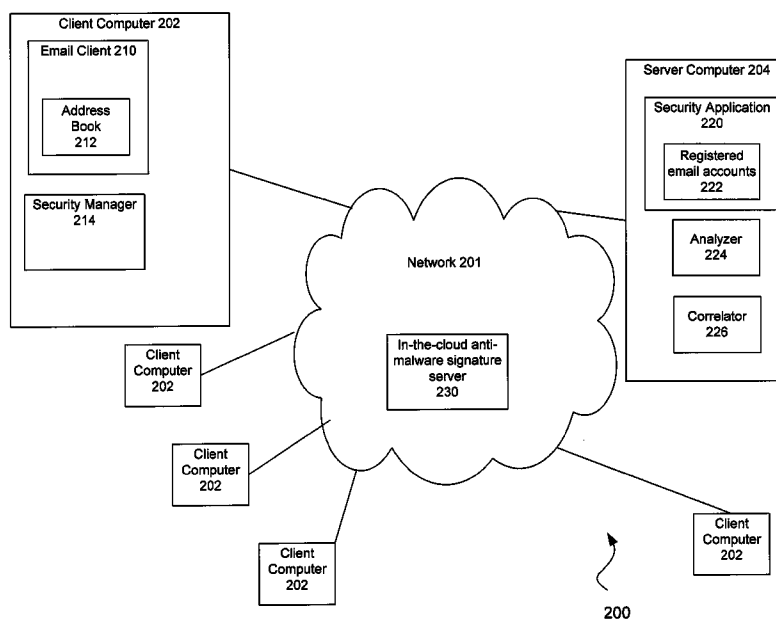 Client Computer 202
Email Client 210
Address
Book
212
Security Manager
214
Server Computer 204
Security Application
220
Registered
email accounts
222
Analyzer
224
Correlator
226
Network 201
In-the-cloud anti-
malware signature
server
230
Client
Computer
202
Client
Computer
202
Client
Computer
202
Client
Computer
202
200